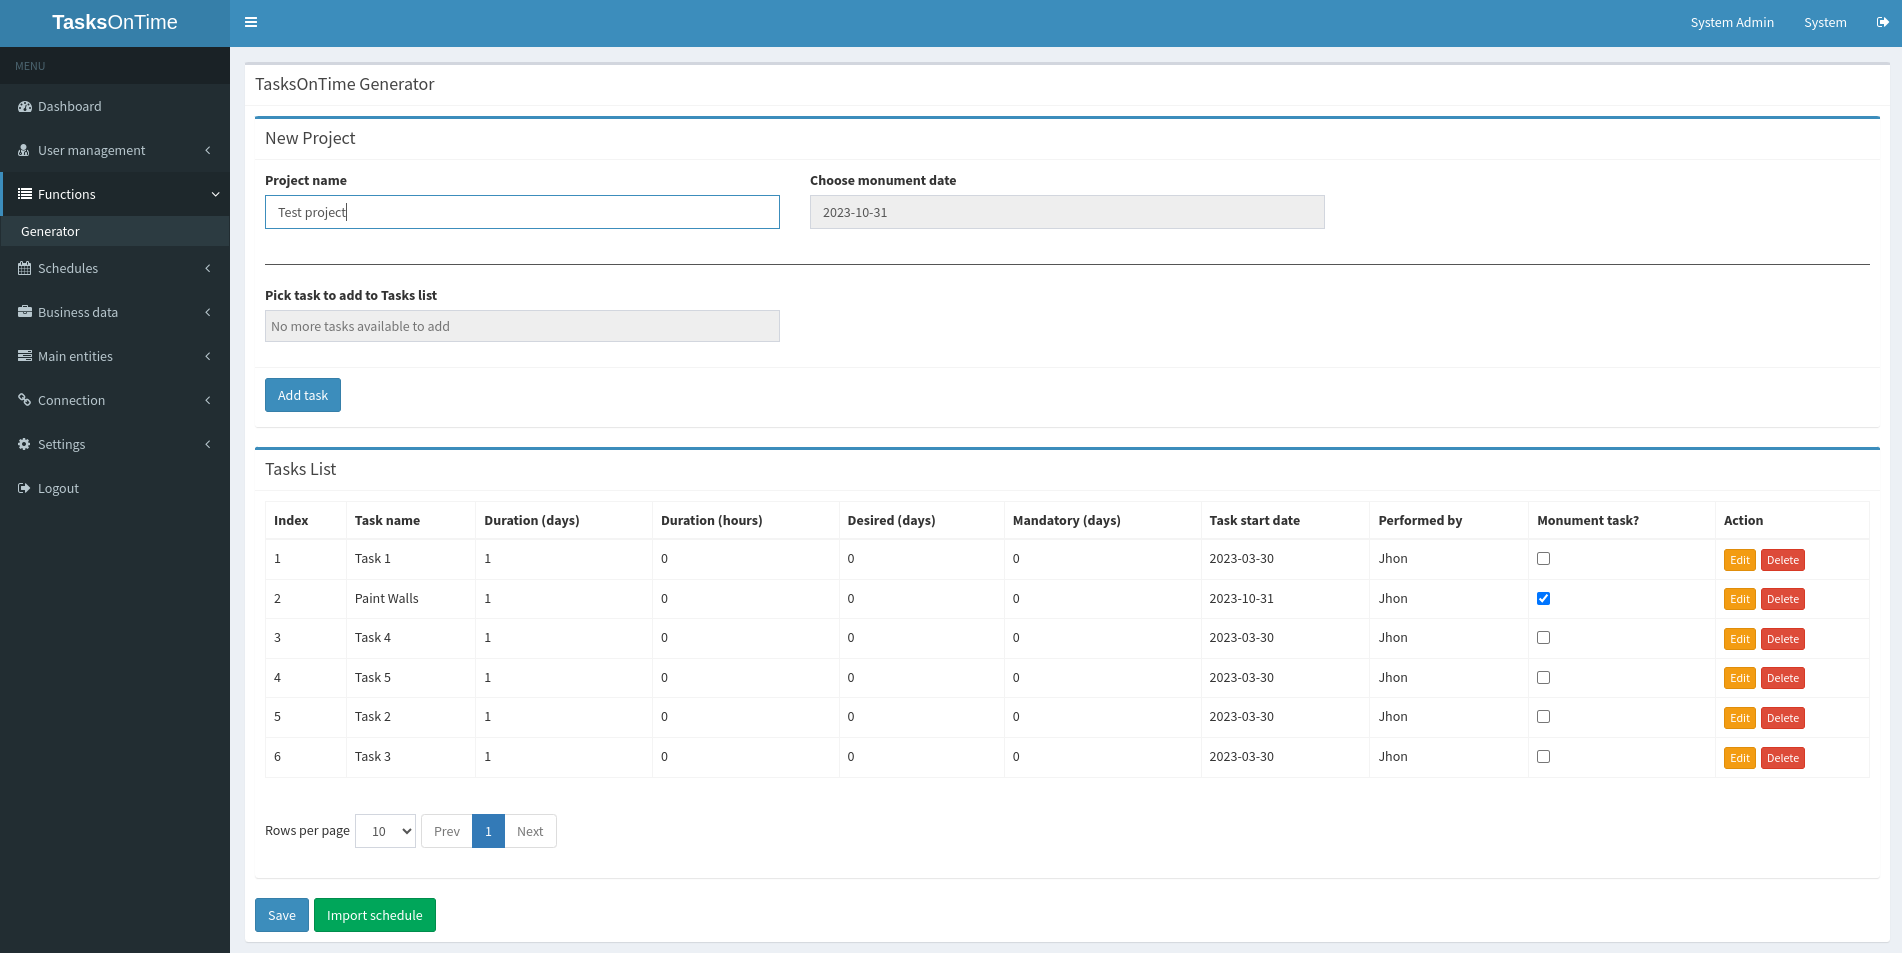 TasksOnTime
System Admin System
MENU
Dashboard
User management
Functions
Generator
Schedules
Business data
Main entities
Connection
Settings
Logout
TasksOnTime Generator
New Project
Project name Choose monument date
Test project 2023-10-31
Pick task to add to Tasks list
No more tasks available to add
Add task
Tasks List
Index Task name Duration (days) Duration (hours) Desired (days) Mandatory (days) Task start date Performed by Monument task? Action
1 Task 1 1 0 0 0 2023-03-30 Jhon Edit Delete
2 Paint Walls 1 0 0 0 2023-10-31 Jhon Edit Delete
3 Task 4 1 0 0 0 2023-03-30 Jhon Edit Delete
4 Task 5 1 0 0 0 2023-03-30 Jhon Edit Delete
5 Task 2 1 0 0 0 2023-03-30 Jhon Edit Delete
6 Task 3 1 0 0 0 2023-03-30 Jhon Edit Delete
Rows per page 10 Prev 1 Next
Save Import schedule